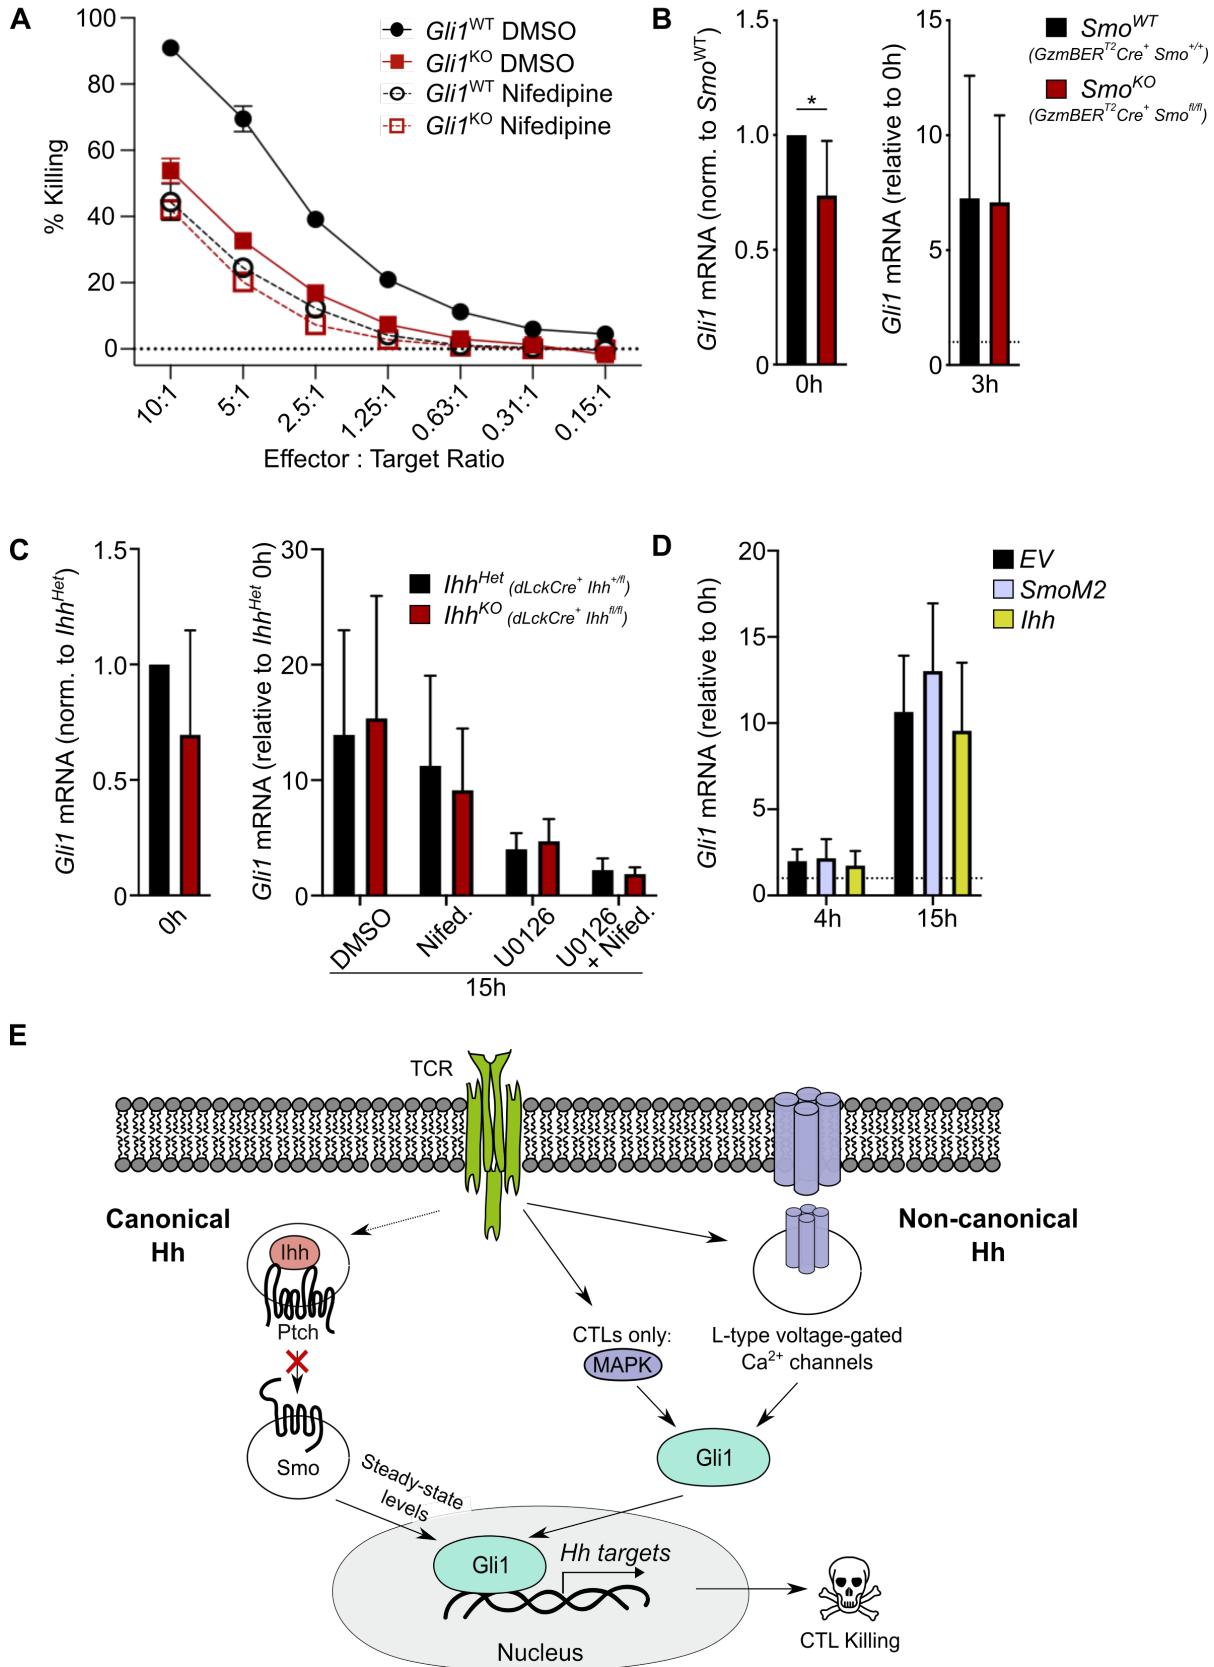 A
100
80
60
40
20
0
% Killing
Gli1WT DMSO
Gli1KO DMSO
Gli1WT Nifedipine
Gli1KO Nifedipine
10:1
5:1
2.5:1
1.25:1
0.63:1
0.31:1
0.15:1
Effector : Target Ratio
B
Gli1 mRNA (norm. to SmoWT)
1.5
1.0
0.5
0
*
0h
Gli1 mRNA (relative to 0h)
15
10
5
0
3h
SmoWT
(GzmBERT2Cre+ Smo+/+)
SmoKO
(GzmBERT2Cre+ Smofl/fl)
C
Gli1 mRNA (norm. to IhhHet)
1.5
1.0
0.5
0
0h
Gli1 mRNA (relative to IhhHet 0h)
30
20
10
0
IhhHet (dLckCre+ Ihh+/fl)
IhhKO (dLckCre+ Ihhfl/fl)
DMSO
Nifed.
U0126
U0126
+ Nifed.
15h
D
Gli1 mRNA (relative to 0h)
20
15
10
5
0
4h
15h
EV
SmoM2
Ihh
E
TCR
Canonical
Hh
Non-canonical
Hh
Ihh
Ptch
Smo
CTLs only:
MAPK
L-type voltage-gated
Ca2+ channels
Gli1
Steady-state
levels
Gli1
Hh targets
Nucleus
CTL Killing